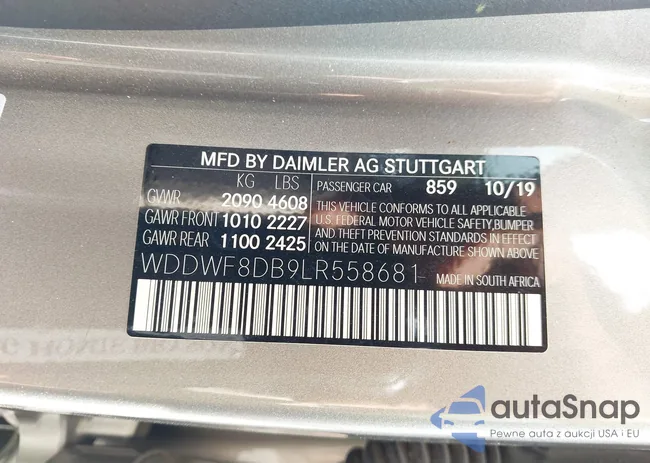 MFD BY DAIMLER AG STUTTGART
KG LBS
GVWR 2090 4608
GAWR FRONT 1010 2227
GAWR REAR 1100 2425
PASSENGER CAR 859 10/19
THIS VEHICLE CONFORMS TO ALL APPLICABLE
U.S. FEDERAL MOTOR VEHICLE SAFETY, BUMPER
AND THEFT PREVENTION STANDARDS IN EFFECT
ON THE DATE OF MANUFACTURE SHOWN ABOVE.
WDDWF8DB9LR558681
MADE IN SOUTH AFRICA
autaSnap
Pewne auta z aukcji USA i EU